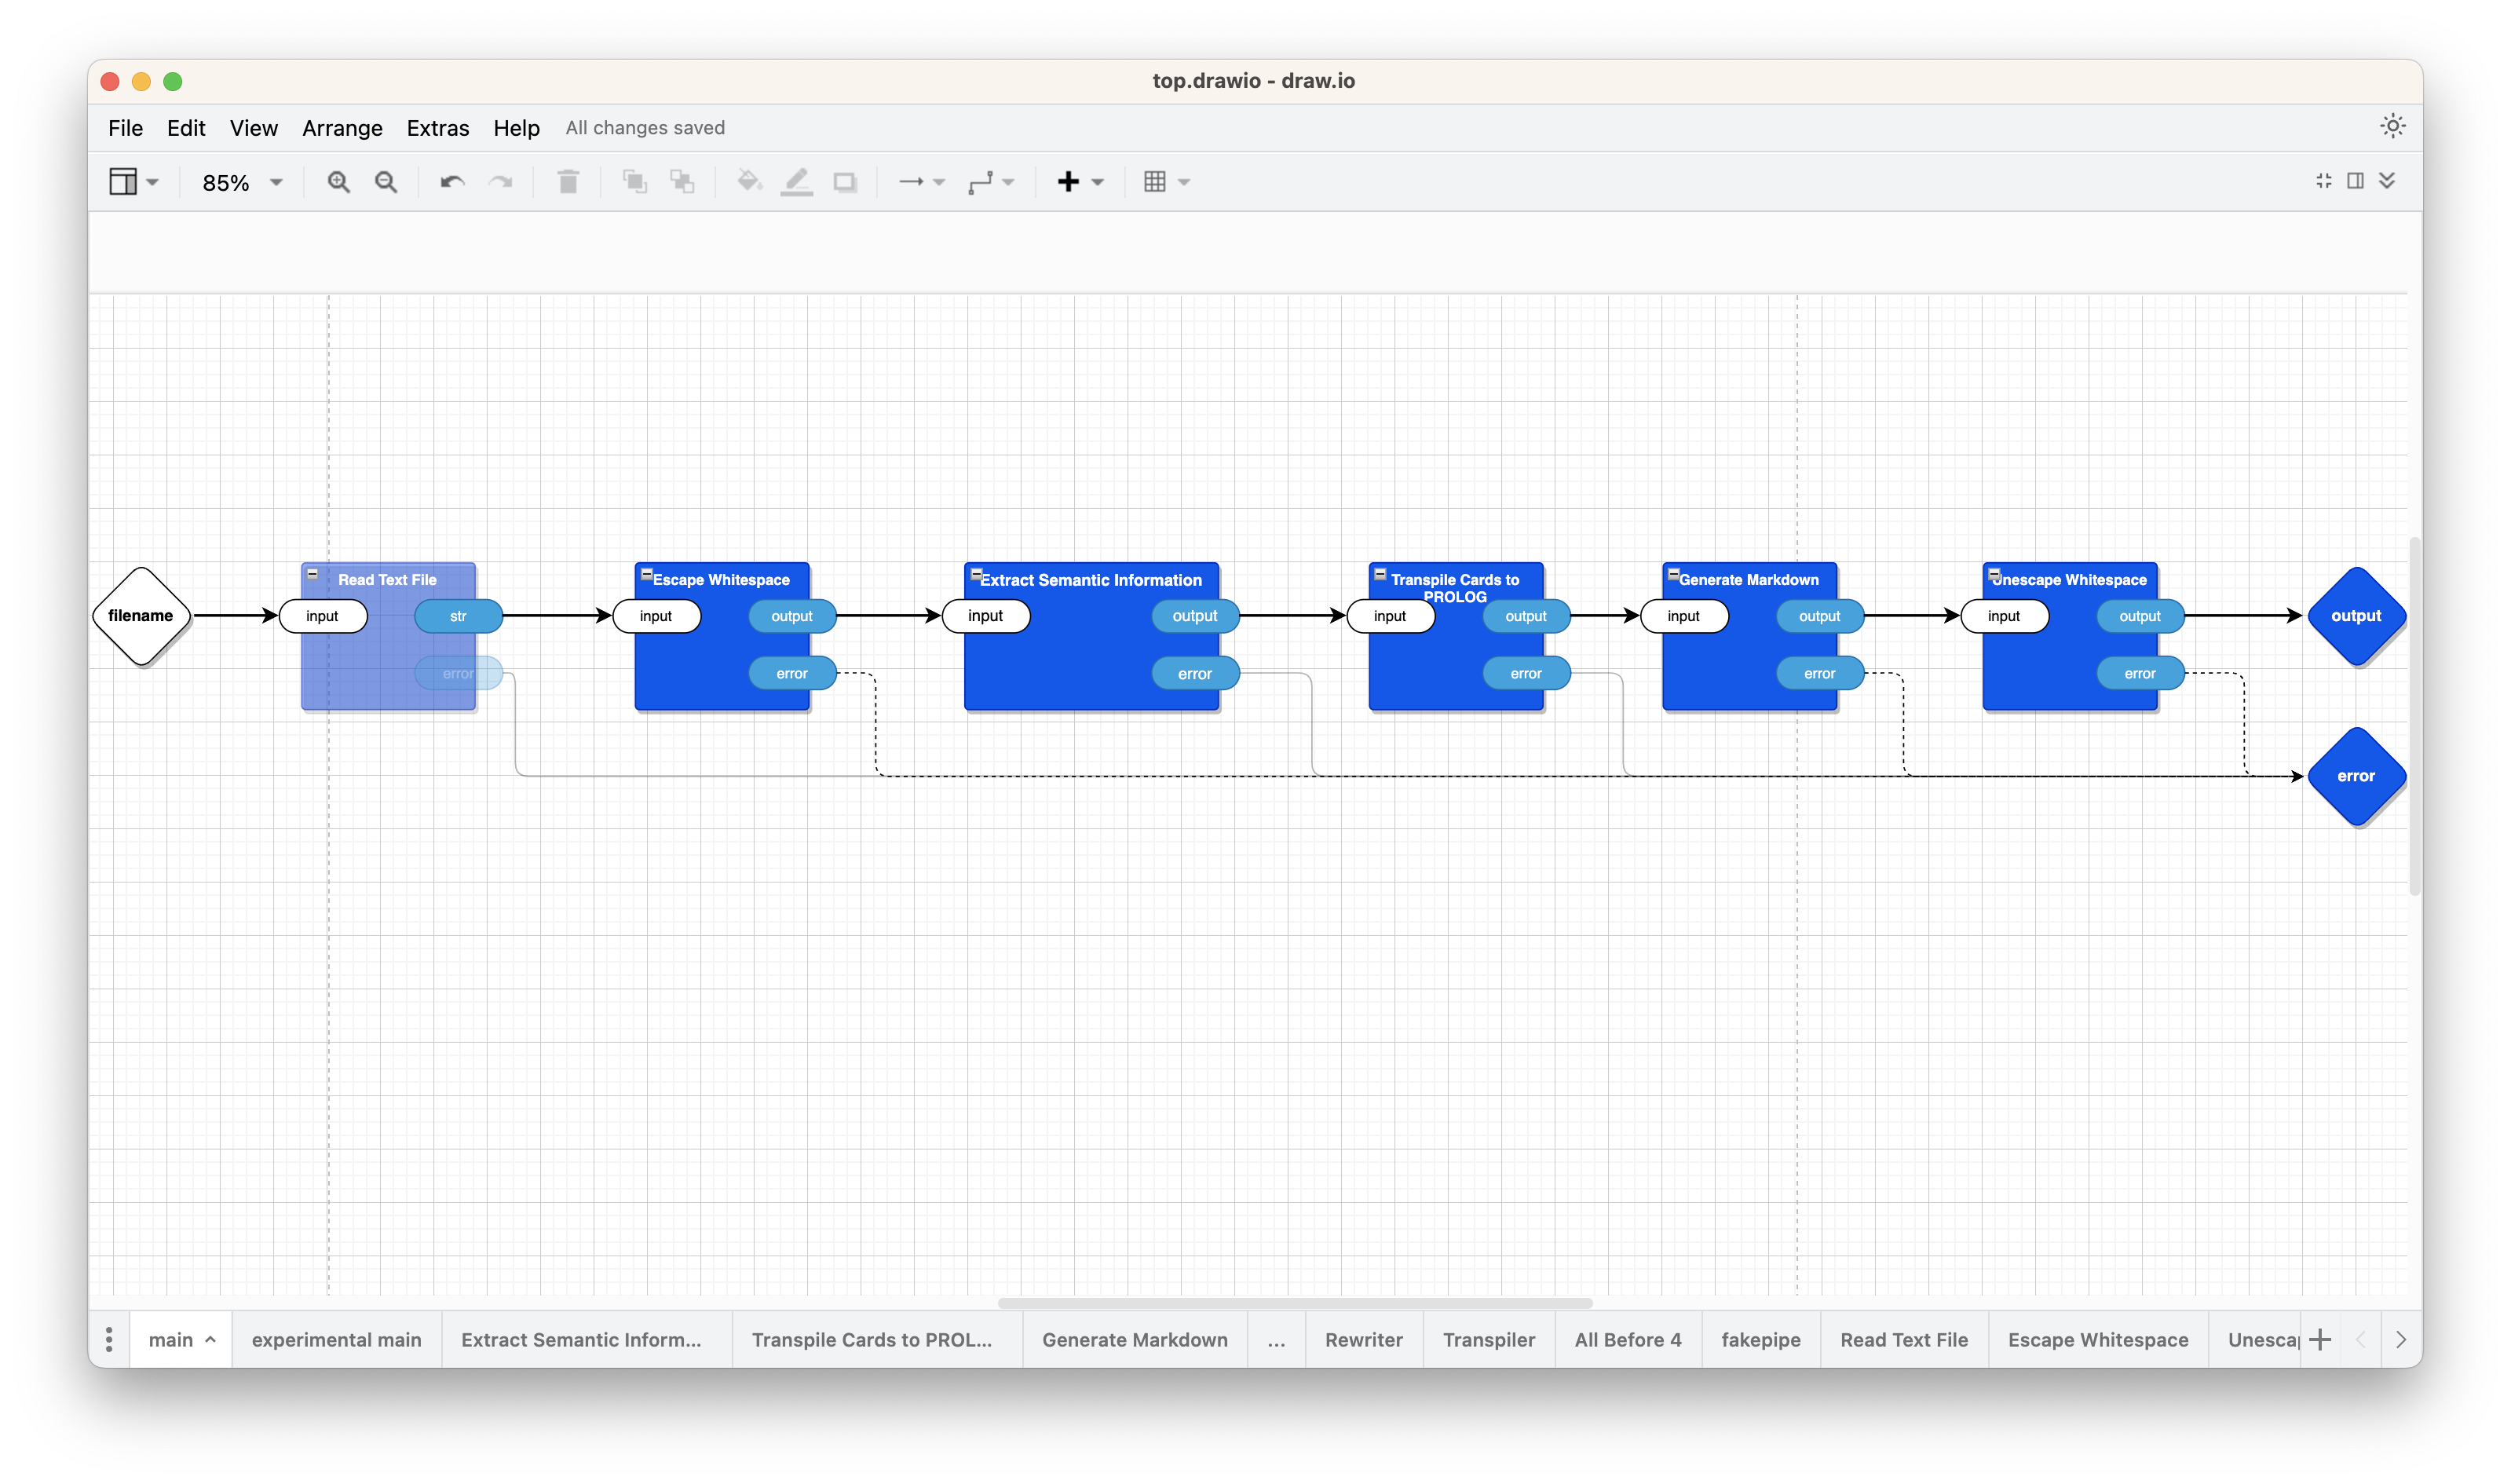 top.drawio - draw.io
File Edit View Arrange Extras Help All changes saved
85%
filename
Read Text File
input
str
error
Escape Whitespace
input
output
error
Extract Semantic Information
input
output
error
Transpile Cards to
PROLOG
input
output
error
Generate Markdown
input
output
error
Unescape Whitespace
input
output
error
output
error
main experimental main Extract Semantic Inform... Transpile Cards to PROL... Generate Markdown ... Rewriter Transpiler All Before 4 fakepipe Read Text File Escape Whitespace Unesca